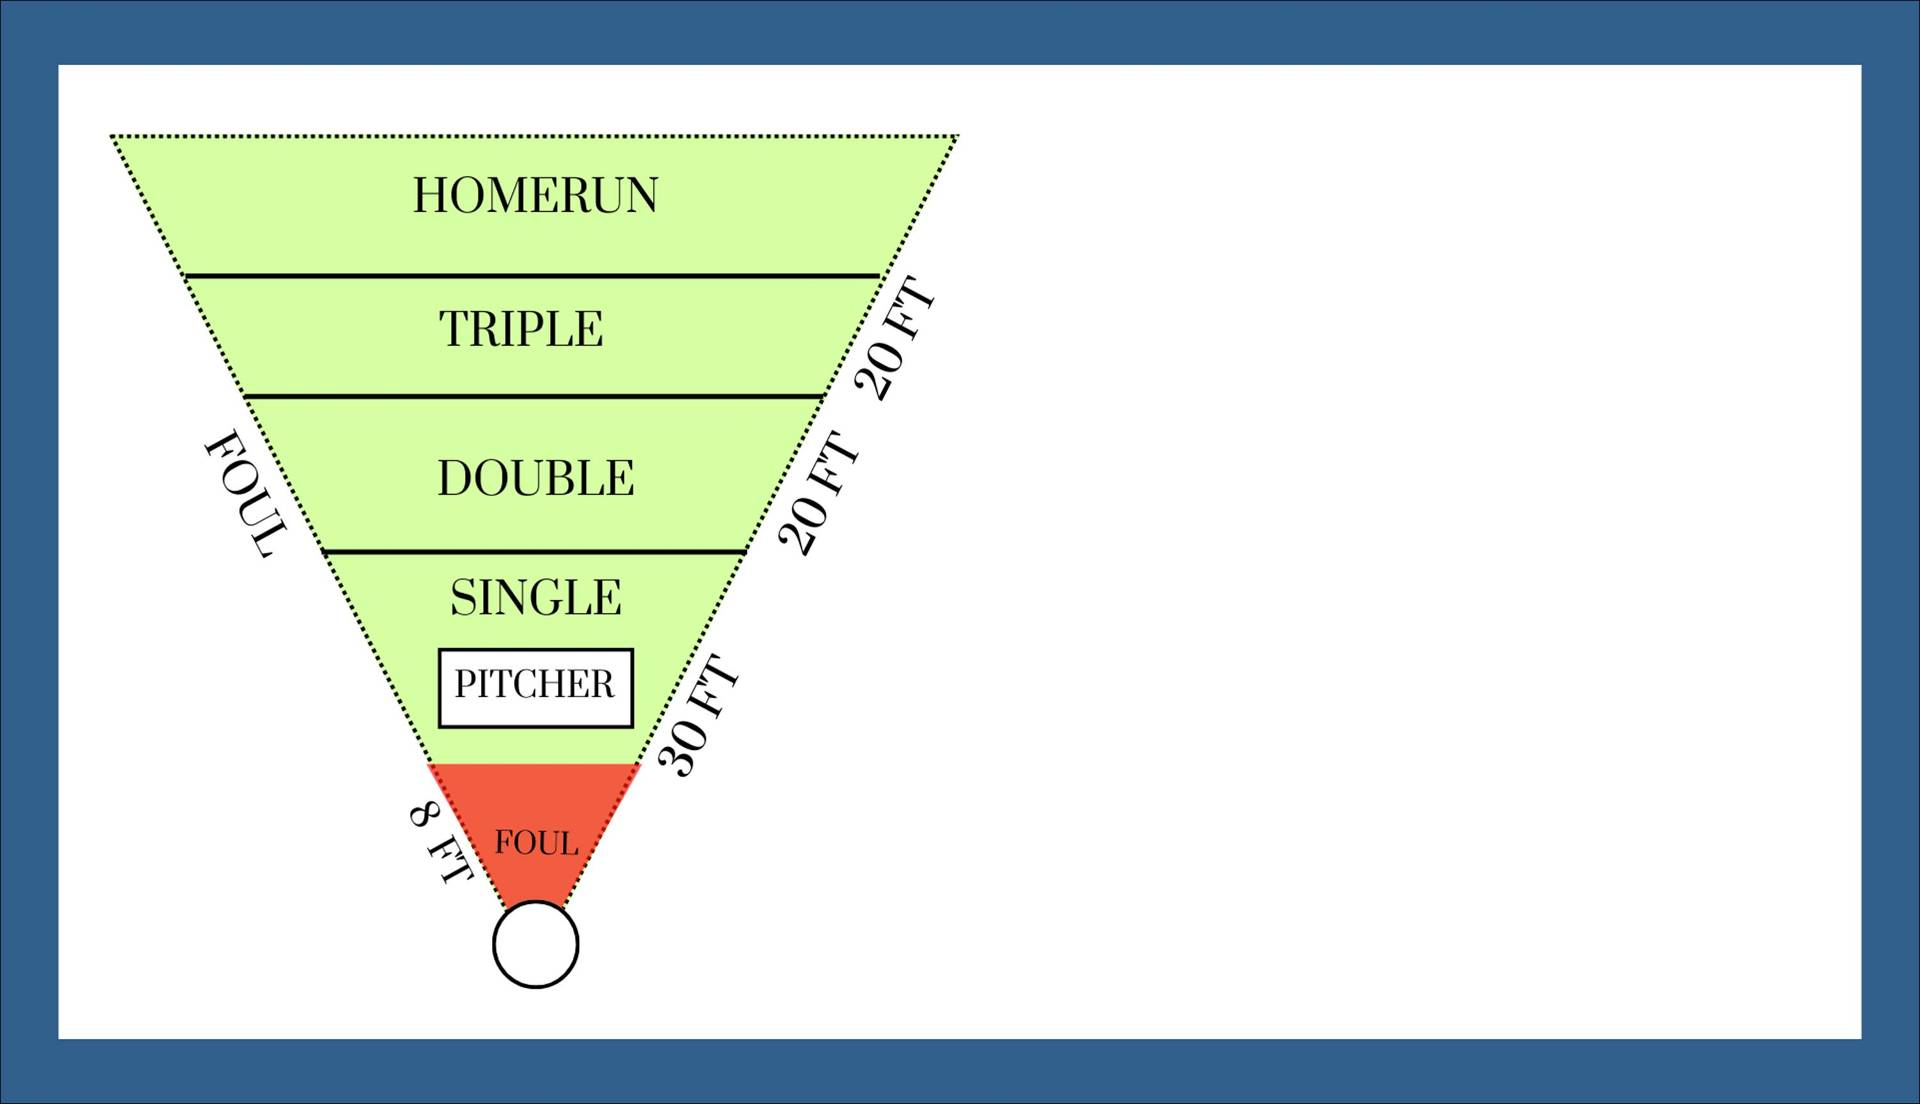 HOMERUN
TRIPLE
20 FT
DOUBLE
20 FT
FOUL
SINGLE
PITCHER
30 FT
8 FT
FOUL